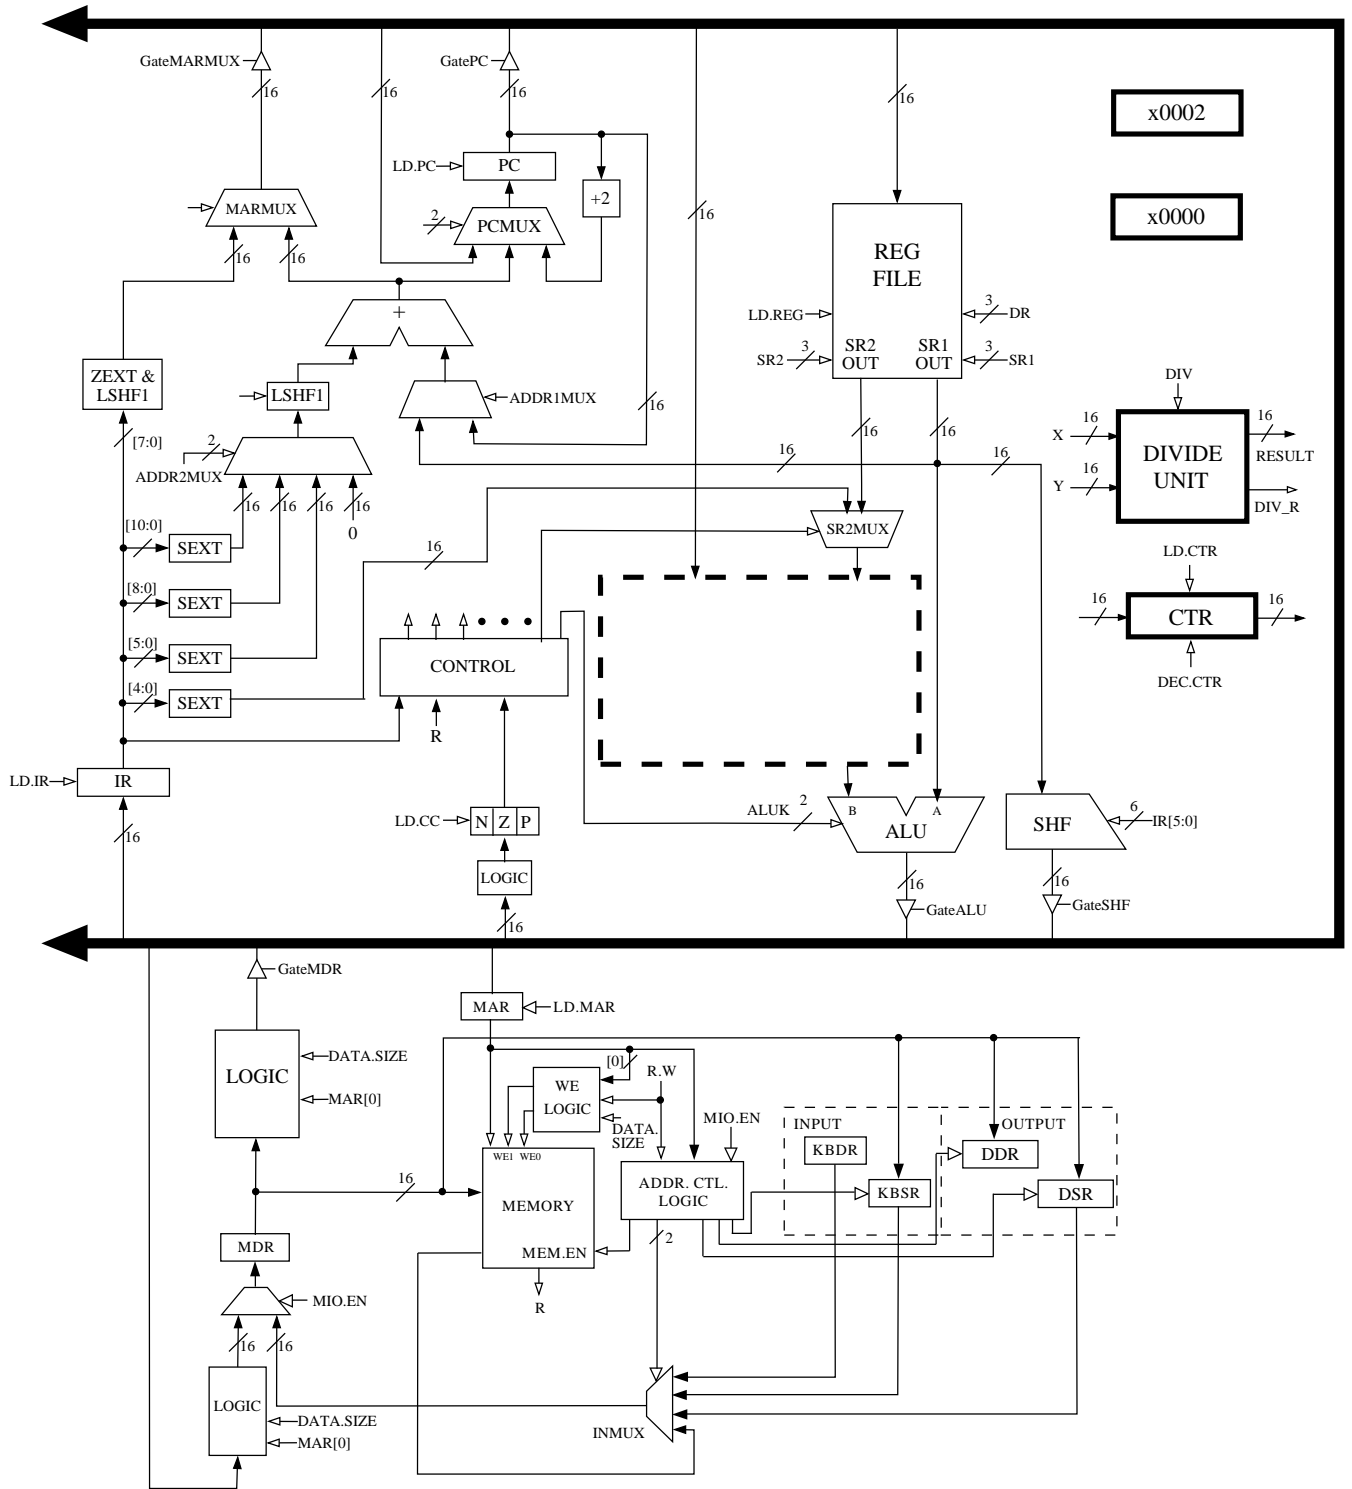 GateMARMUX
GatePC
16
16
16
16
x0002
LD.PC
PC
+2
MARMUX
2
PCMUX
16
x0000
16
16
REG
FILE
+
LD.REG
3
DR
SR2
3
SR2
OUT
SR1
OUT
3
SR1
ZEXT &
LSHF1
LSHF1
ADDR1MUX
16
DIV
[7:0]
2
ADDR2MUX
16
16
16
16
X
16
DIVIDE
UNIT
16
RESULT
Y
16
DIV_R
16
16
16
16
0
[10:0]
SEXT
16
SR2MUX
LD.CTR
[8:0]
SEXT
16
CTR
16
DEC.CTR
[5:0]
SEXT
CONTROL
[4:0]
SEXT
R
LD.IR
IR
16
LD.CC
N Z P
ALUK
2
B
A
ALU
SHF
6
IR[5:0]
LOGIC
16
16
GateALU
16
GateSHF
GateMDR
MAR
LD.MAR
LOGIC
DATA.SIZE
MAR[0]
[0]
WE
LOGIC
R.W
DATA.
SIZE
MIO.EN
INPUT
KBDR
OUTPUT
DDR
WE1 WE0
MEMORY
MEM.EN
R
ADDR. CTL.
LOGIC
2
KBSR
DSR
16
MDR
MIO.EN
16
16
LOGIC
DATA.SIZE
MAR[0]
INMUX